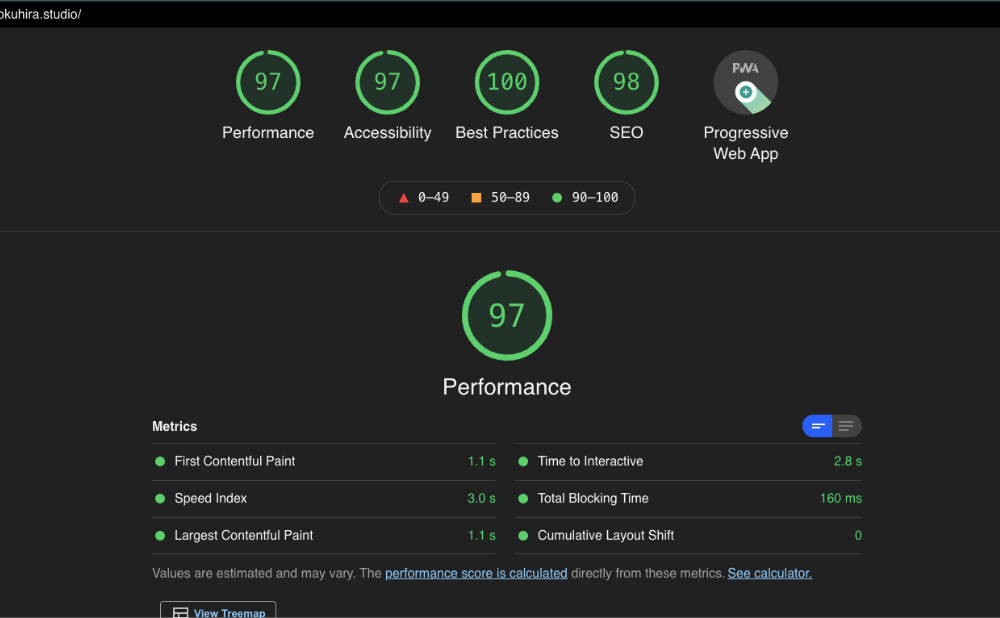 okuhira.studio/
97
97
100
98
PWA
Performance
Accessibility
Best Practices
SEO
Progressive
Web App
0–49
50–89
90–100
97
Performance
Metrics
First Contentful Paint 1.1 s
Time to Interactive 2.8 s
Speed Index 3.0 s
Total Blocking Time 160 ms
Largest Contentful Paint 1.1 s
Cumulative Layout Shift 0
Values are estimated and may vary. The performance score is calculated directly from these metrics. See calculator.
View Treemap